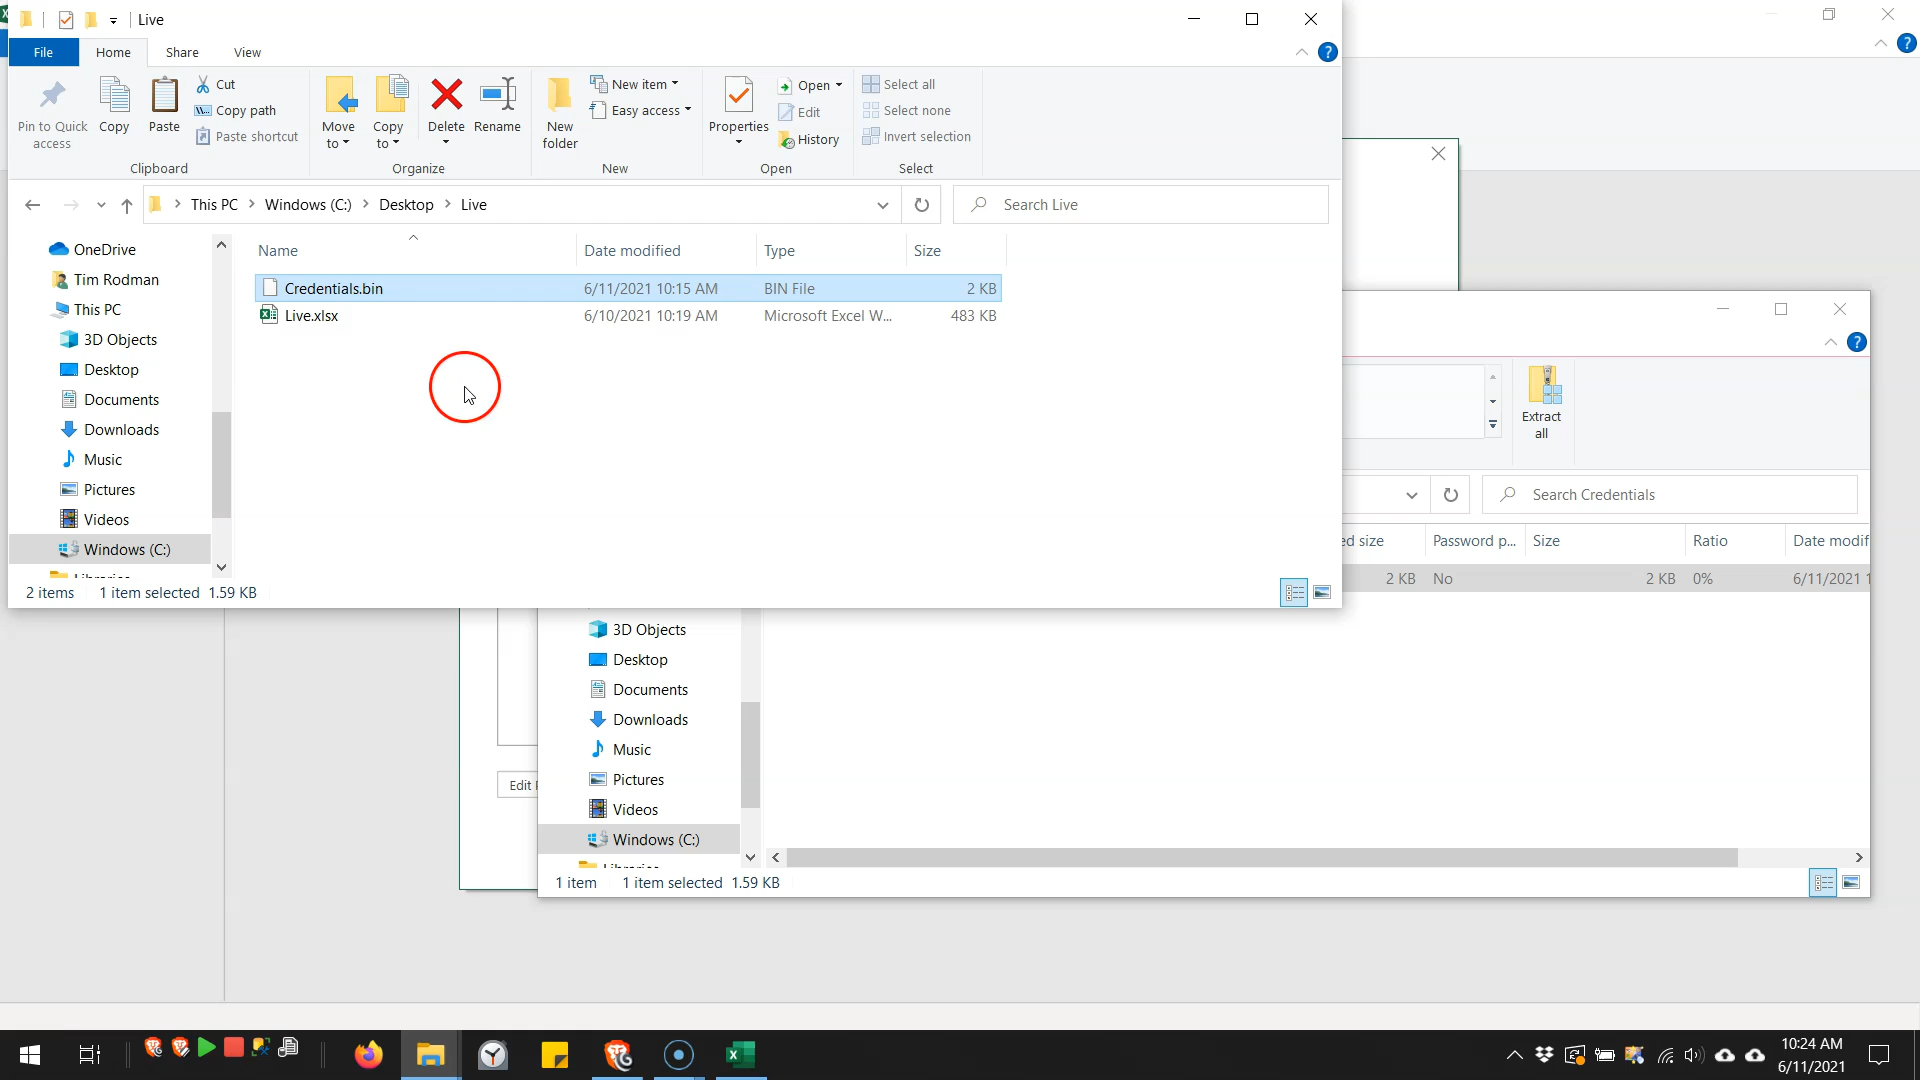 Live
File
Home
Share
View
Pin to Quick
access
Copy
Paste
Cut
Copy path
Paste shortcut
Clipboard
Move
to
Copy
to
Delete
Rename
Organize
New
folder
New item
Easy access
New
Properties
Open
Edit
History
Open
Select all
Select none
Invert selection
Select
This PC > Windows (C:) > Desktop > Live
Search Live
OneDrive
Tim Rodman
This PC
3D Objects
Desktop
Documents
Downloads
Music
Pictures
Videos
Windows (C:)
Name Date modified Type Size
Credentials.bin 6/11/2021 10:15 AM BIN File 2 KB
Live.xlsx 6/10/2021 10:19 AM Microsoft Excel W... 483 KB
2 items 1 item selected 1.59 KB
Extract
all
Search Credentials
ed size Password p... Size Ratio Date modif
2 KB No 2 KB 0% 6/11/2021 1
3D Objects
Desktop
Documents
Downloads
Music
Pictures
Videos
Windows (C:)
Edit
1 item 1 item selected 1.59 KB
10:24 AM
6/11/2021